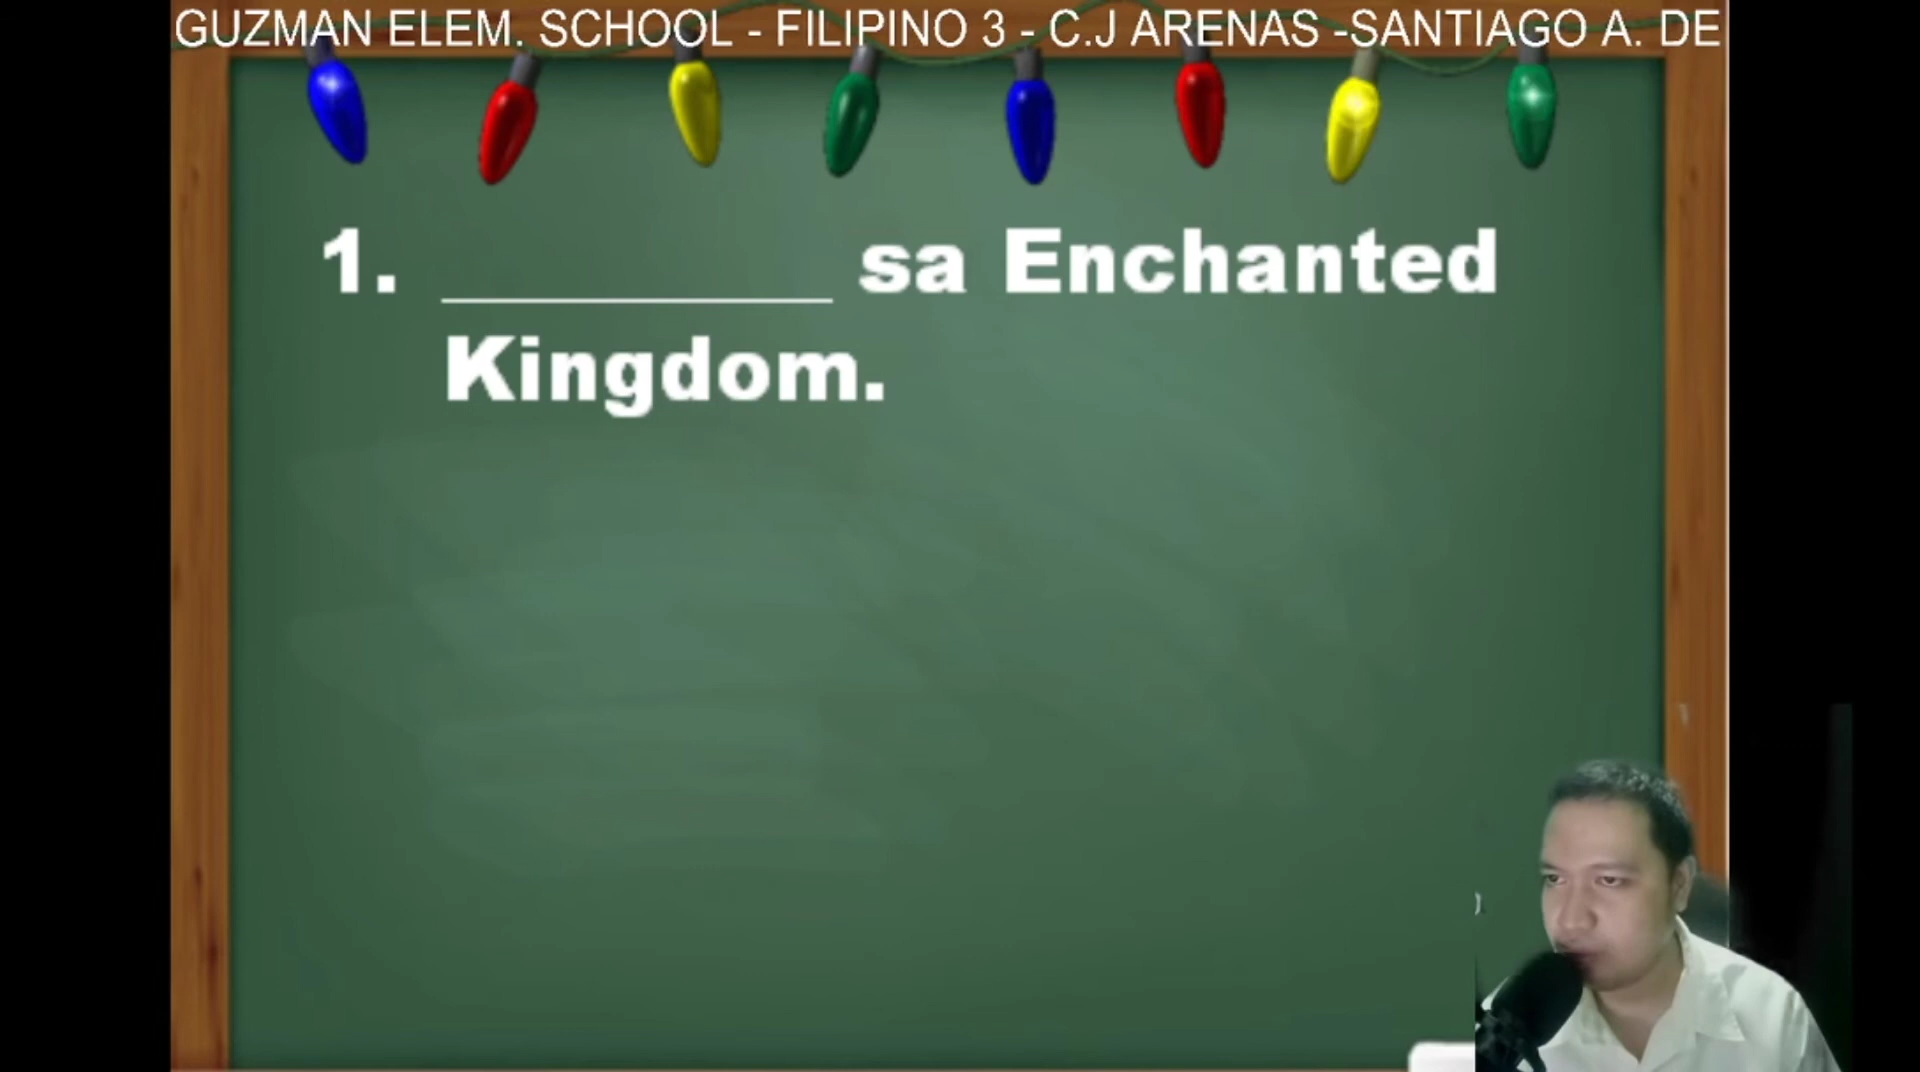 GUZMAN ELEM. SCHOOL - FILIPINO 3 - C.J ARENAS -SANTIAGO A. DE
1. __________ sa Enchanted
Kingdom.